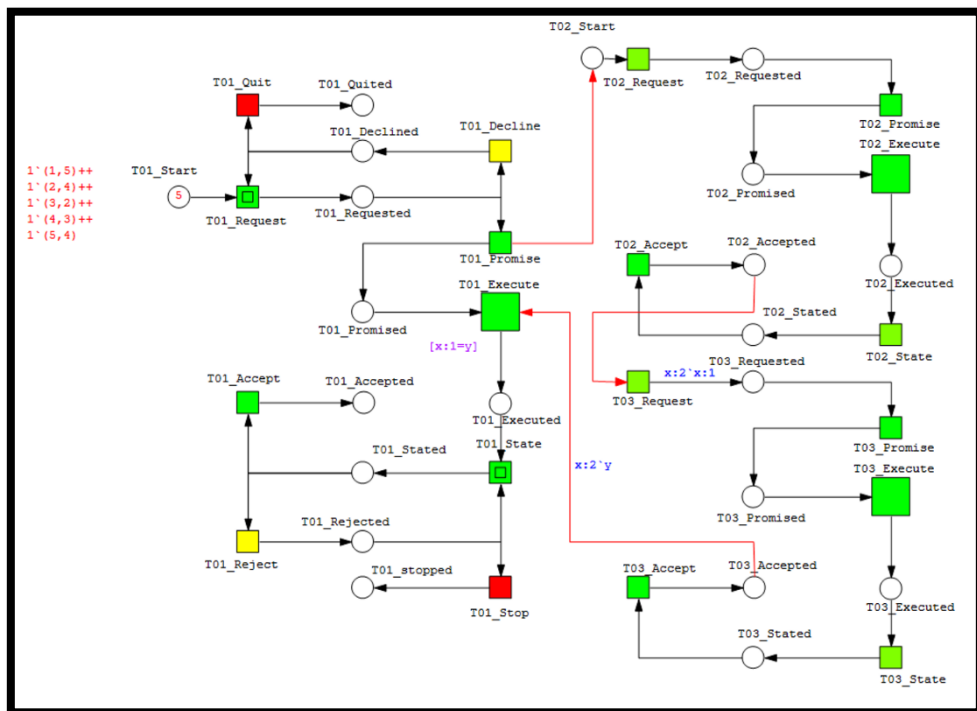 T02_Start
T02_Request
T02_Requested
T02_Promise
T01_Quit
T01_Quited
T01_Declined
T01_Decline
T02_Execute
T02_Promised
1`(1,5)++
1`(2,4)++
1`(3,2)++
1`(4,3)++
1`(5,4)
T01_Start
5
T01_Request
T01_Requested
T01_Promise
T01_Execute
T01_Promised
[x:1=y]
T02_Accept
T02_Accepted
T02_Executed
T02_Stated
T02_State
T03_Requested
x:2`x:1
T03_Request
T01_Accept
T01_Accepted
T01_Executed
T01_State
T01_Stated
x:2`y
T03_Promise
T03_Execute
T03_Promised
T01_Rejected
T01_Reject
T01_stopped
T01_Stop
T03_Accept
T03_Accepted
T03_Executed
T03_Stated
T03_State